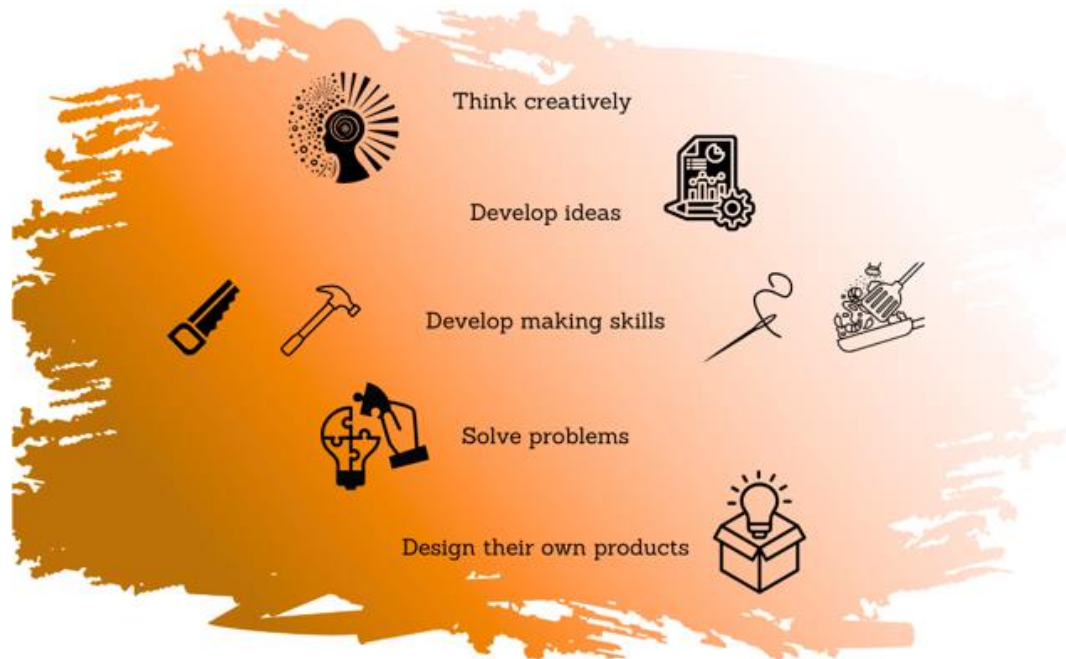 Think creatively
Develop ideas
Develop making skills
Solve problems
Design their own products